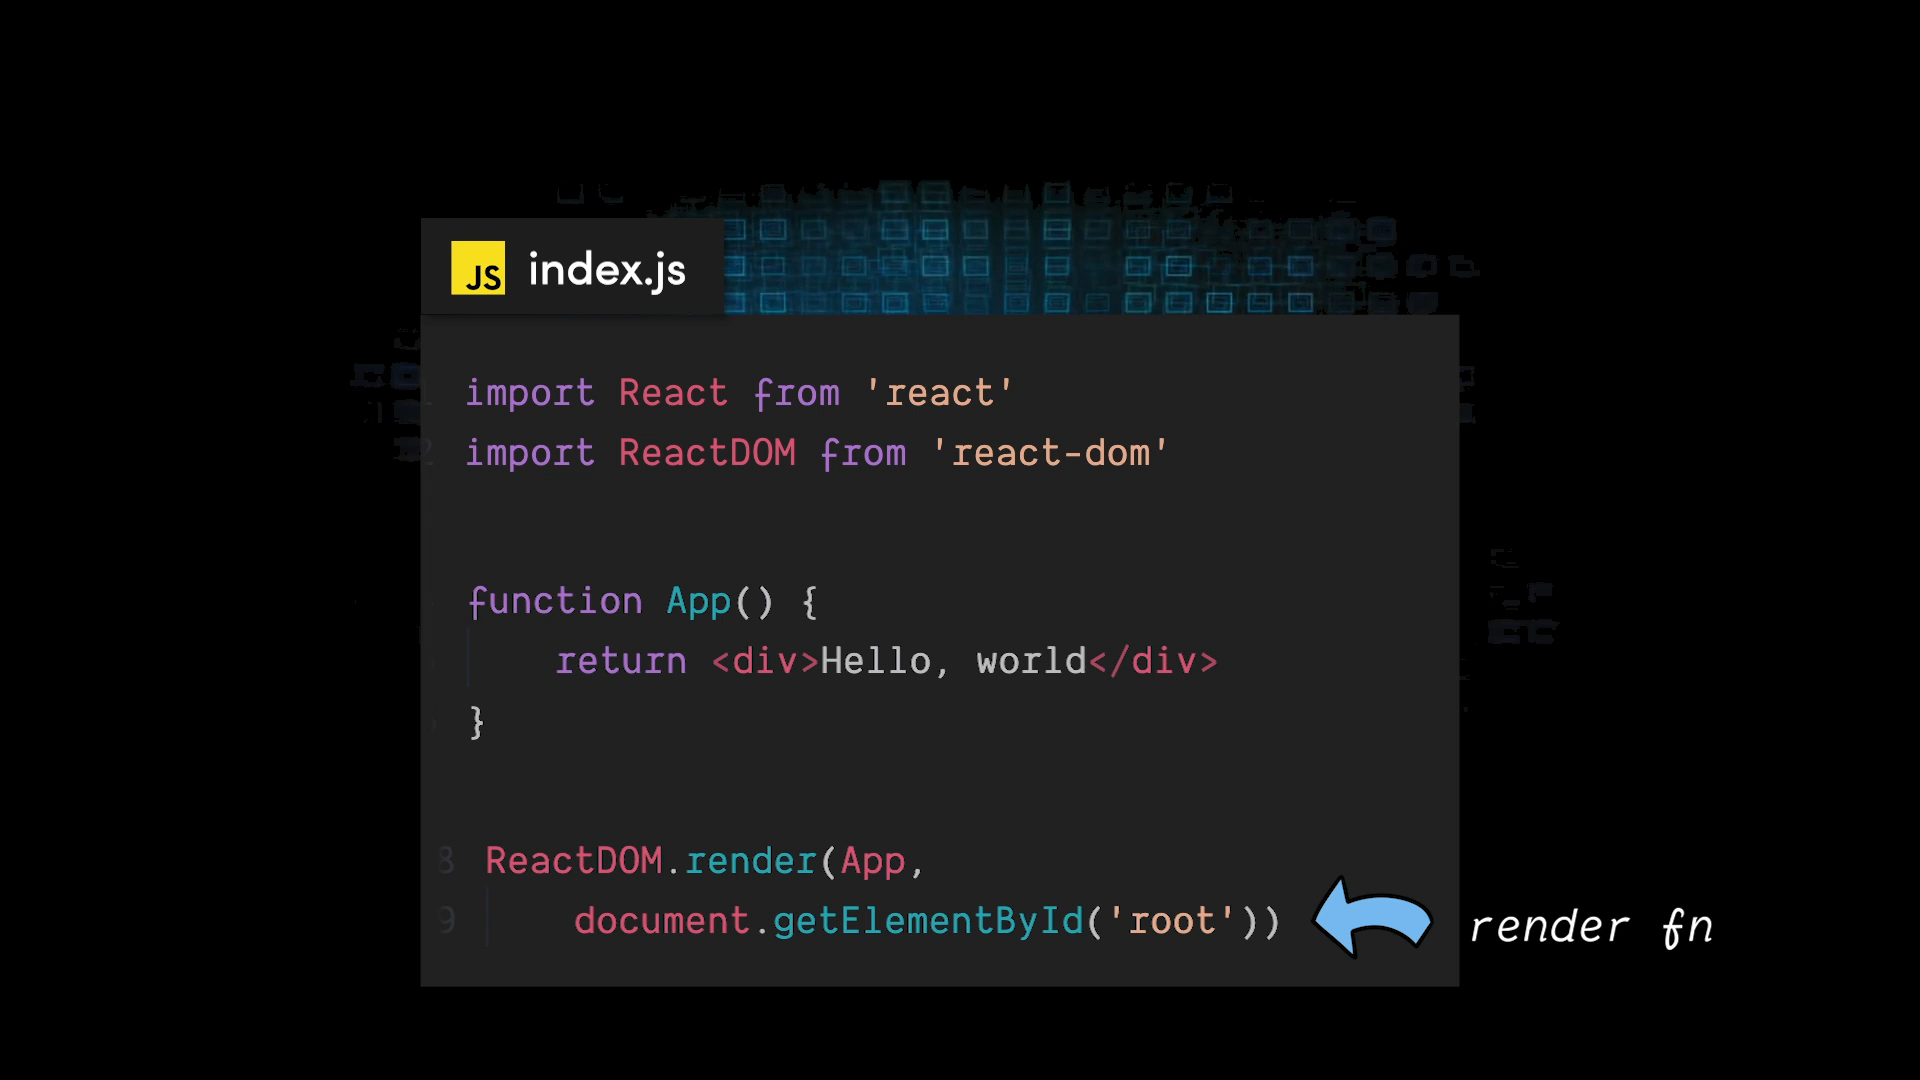 JS index.js
import React from 'react'
2 import ReactDOM from 'react-dom'
function App() {
return <div>Hello, world</div>
}
8 ReactDOM.render(App,
9 document.getElementById('root'))
render fn